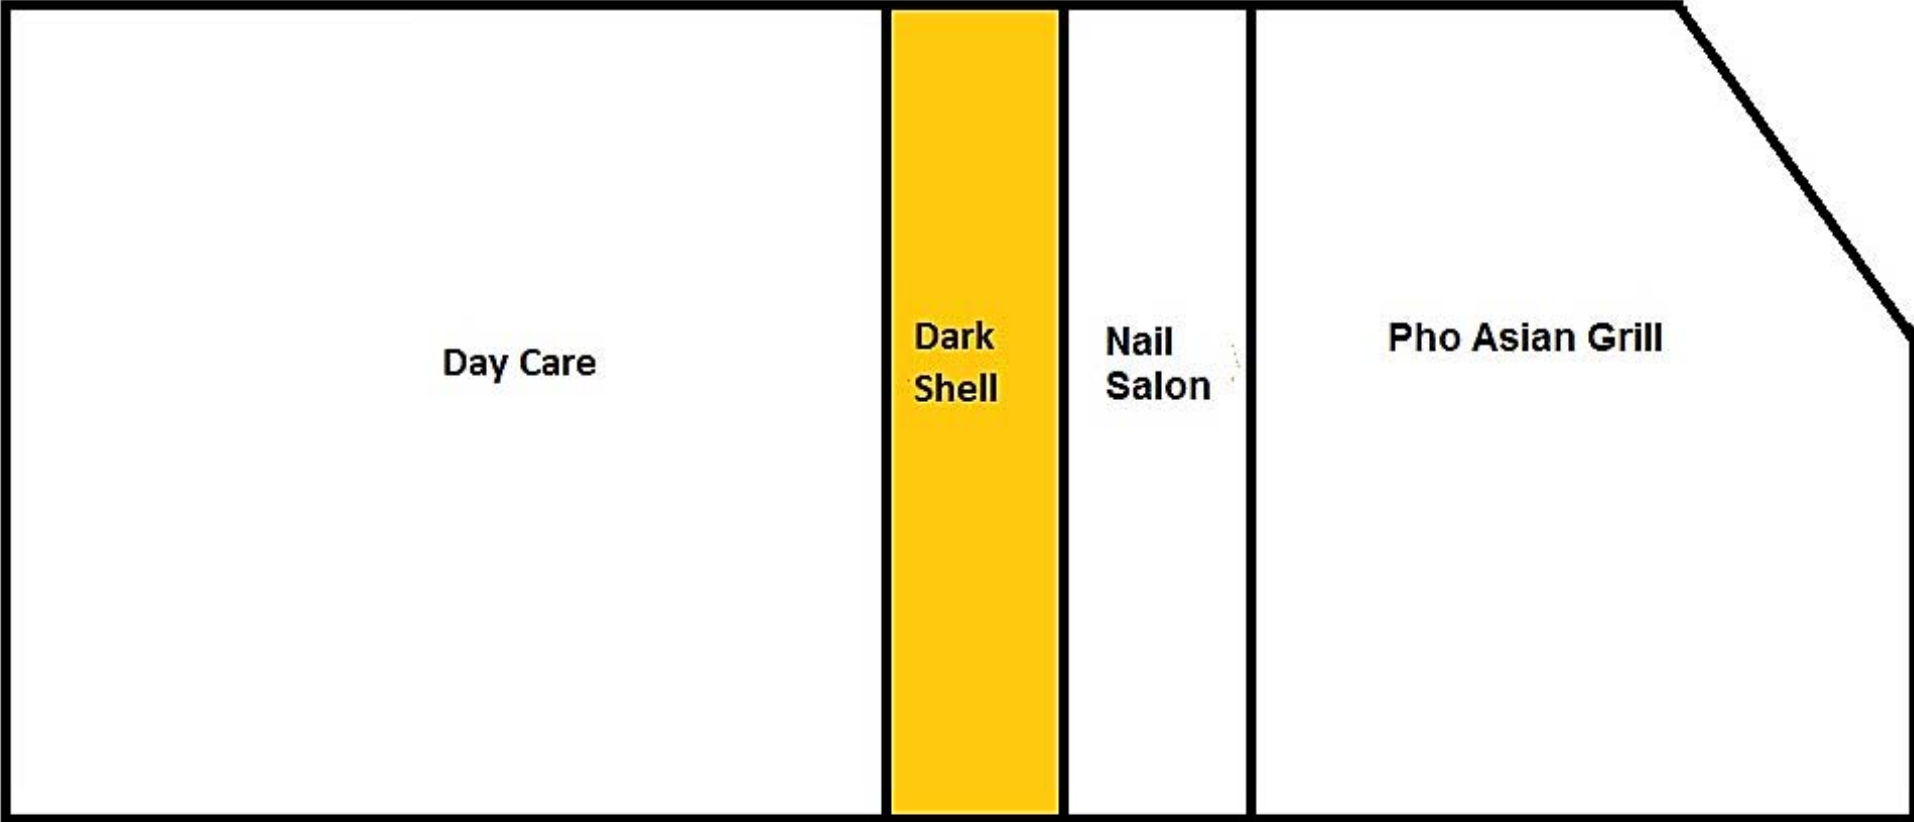 Day Care
Dark
Shell
Nail
Salon
Pho Asian Grill